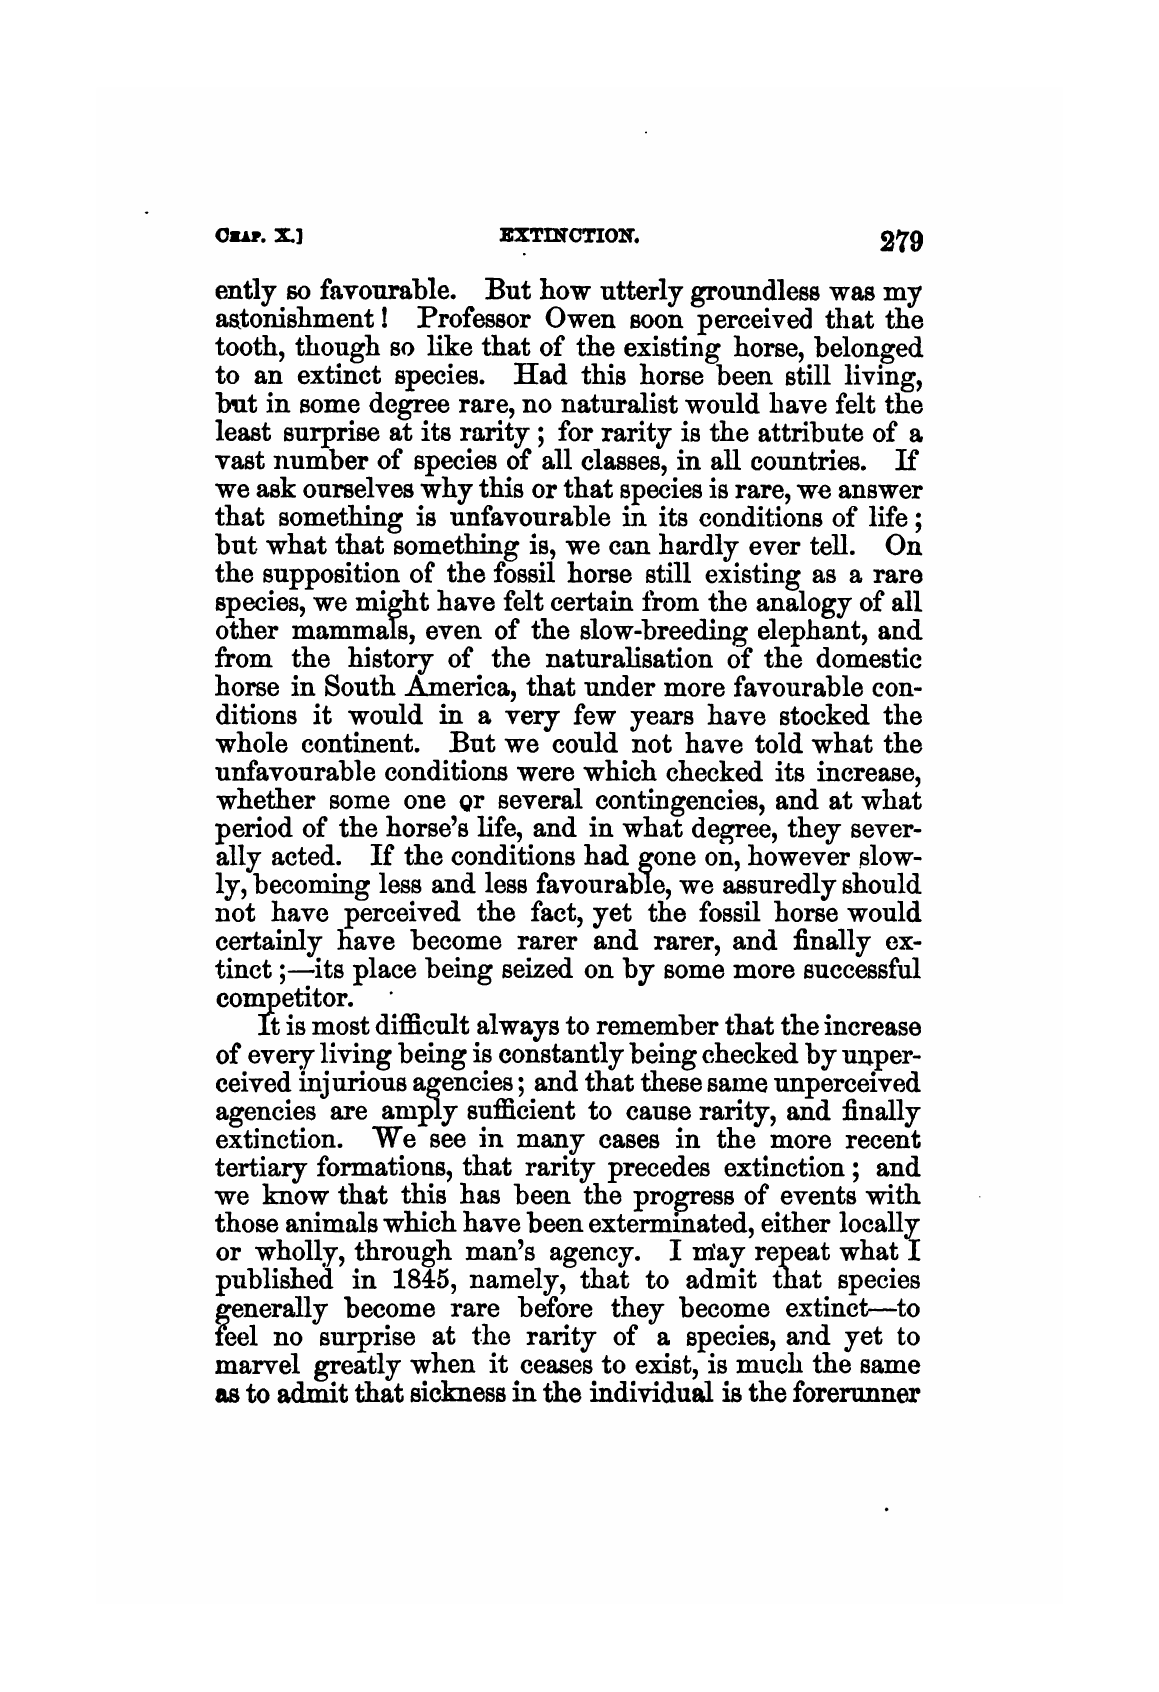 CHAP. X.] EXTINCTION. 279
ently so favourable. But how utterly groundless was my
astonishment! Professor Owen soon perceived that the
tooth, though so like that of the existing horse, belonged
to an extinct species. Had this horse been still living,
but in some degree rare, no naturalist would have felt the
least surprise at its rarity; for rarity is the attribute of a
vast number of species of all classes, in all countries. If
we ask ourselves why this or that species is rare, we answer
that something is unfavourable in its conditions of life;
but what that something is, we can hardly ever tell. On
the supposition of the fossil horse still existing as a rare
species, we might have felt certain from the analogy of all
other mammals, even of the slow-breeding elephant, and
from the history of the naturalisation of the domestic
horse in South America, that under more favourable con-
ditions it would in a very few years have stocked the
whole continent. But we could not have told what the
unfavourable conditions were which checked its increase,
whether some one or several contingencies, and at what
period of the horse's life, and in what degree, they sever-
ally acted. If the conditions had gone on, however slow-
ly, becoming less and less favourable, we assuredly should
not have perceived the fact, yet the fossil horse would
certainly have become rarer and rarer, and finally ex-
tinct;—its place being seized on by some more successful
competitor.
It is most difficult always to remember that the increase
of every living being is constantly being checked by unper-
ceived injurious agencies; and that these same unperceived
agencies are amply sufficient to cause rarity, and finally
extinction. We see in many cases in the more recent
tertiary formations, that rarity precedes extinction; and
we know that this has been the progress of events with
those animals which have been exterminated, either locally
or wholly, through man's agency. I may repeat what I
published in 1845, namely, that to admit that species
generally become rare before they become extinct—to
feel no surprise at the rarity of a species, and yet to
marvel greatly when it ceases to exist, is much the same
as to admit that sickness in the individual is the forerunner